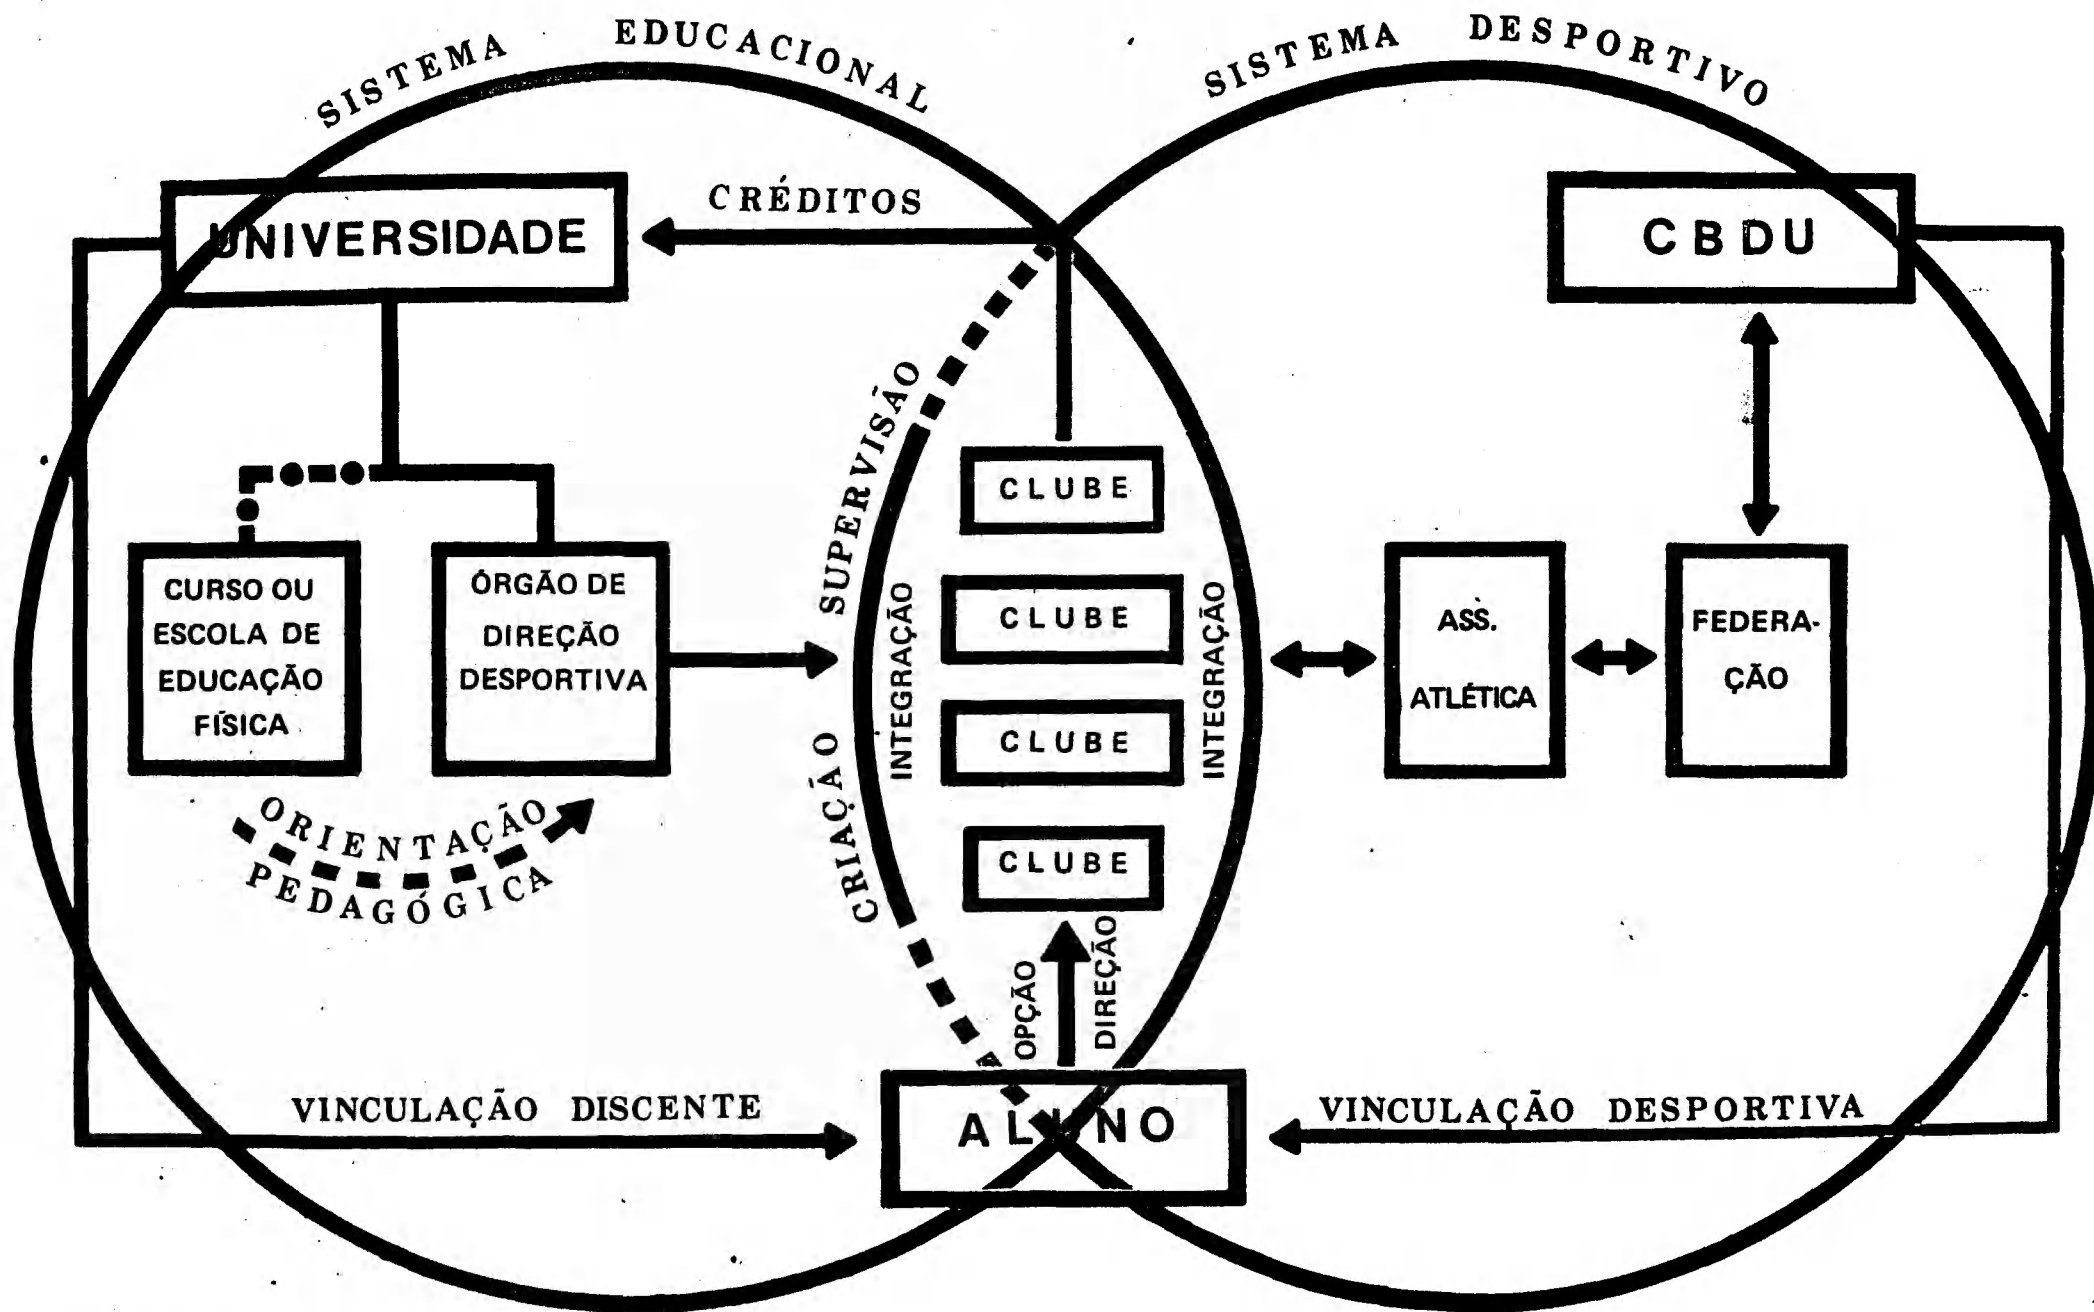 SISTEMA EDUCACIONAL
SISTEMA DESPORTIVO
UNIVERSIDADE
CRÉDITOS
CBDU
SUPERVISÃO
CRIAÇÃO
CLUBE
CLUBE
CLUBE
CLUBE
INTEGRAÇÃO
INTEGRAÇÃO
CURSO OU
ESCOLA DE
EDUCAÇÃO
FÍSICA
ÓRGÃO DE
DIREÇÃO
DESPORTIVA
ASS.
ATLÉTICA
FEDERA-
ÇÃO
ORIENTAÇÃO
PEDAGÓGICA
OPÇÃO
DIREÇÃO
VINCULAÇÃO DISCENTE
ALUNO
VINCULAÇÃO DESPORTIVA